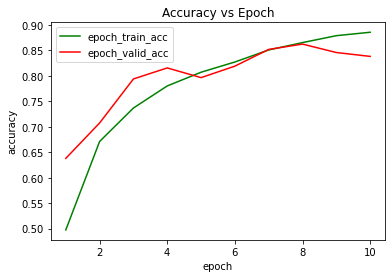 Accuracy vs Epoch
0.90
0.85
0.80
0.75
0.70
0.65
0.60
0.55
0.50
accuracy
epoch_train_acc
epoch_valid_acc
2 4 6 8 10
epoch